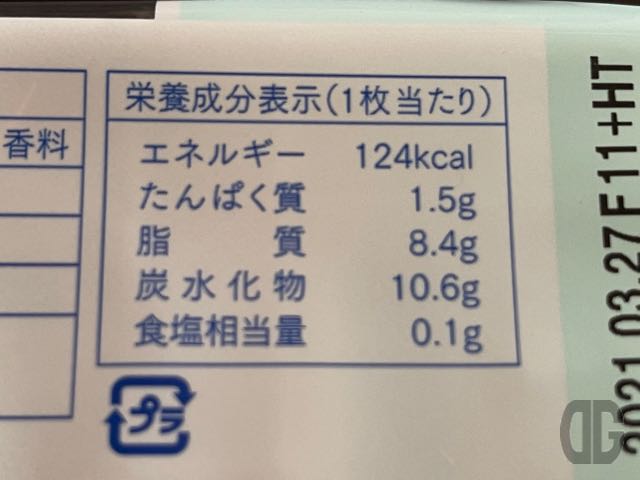 香料
栄養成分表示(1枚当たり)
エネルギー 124kcal
たんぱく質 1.5g
脂質 8.4g
炭水化物 10.6g
食塩相当量 0.1g
プラ
2021.03.27F11+HT
DG